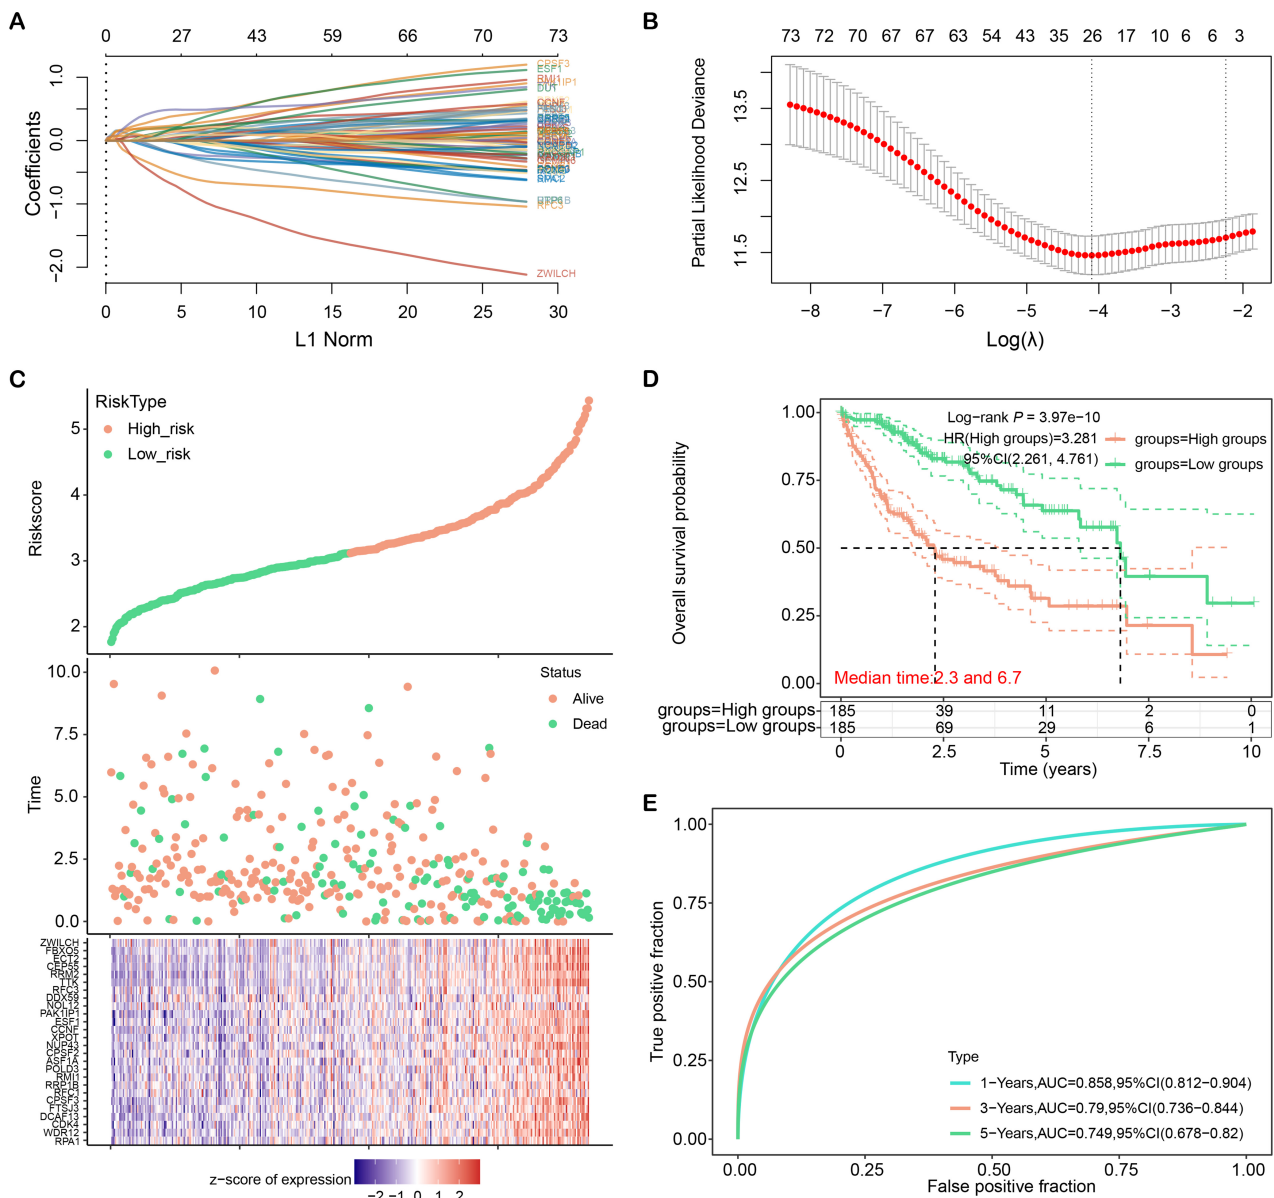 A
0 27 43 59 66 70 73
1.0
0.0
−1.0
−2.0
Coefficients
CPSF3
ESF1
RMI1
DUT
CCNF
ZWILCH
RFC3
0 5 10 15 20 25 30
L1 Norm
B
73 72 70 67 67 63 54 43 35 26 17 10 6 6 3
13.5
12.5
11.5
Partial Likelihood Deviance
−8 −7 −6 −5 −4 −3 −2
Log(λ)
C
RiskType
High_risk
Low_risk
5
4
3
2
Riskscore
Status
Alive
Dead
10.0
7.5
5.0
2.5
0.0
Time
ZWILCH
FBXO5
ECT2
CEP55
RRM2
TTK
RFC3
DDX59
NOL12
PAK1IP1
ESF1
CCNF
XPOT
NUP43
CPSF2
ASF1A
POLD3
RMI1
RRP1B
RFC1
CPSF3
FTSJ3
DCAF13
CDK4
WDR12
RPA1
z−score of expression
−2 −1 0 1 2
D
Log−rank P = 3.97e−10
HR(High groups)=3.281
95%CI(2.261, 4.761)
groups=High groups
groups=Low groups
1.00
0.75
0.50
0.25
0.00
Overall survival probability
Median time:2.3 and 6.7
groups=High groups 185 39 11 2 0
groups=Low groups 185 69 29 6 1
0 2.5 5 7.5 10
Time (years)
E
1.00
0.75
0.50
0.25
0.00
True positive fraction
Type
1−Years,AUC=0.858,95%CI(0.812−0.904)
3−Years,AUC=0.79,95%CI(0.736−0.844)
5−Years,AUC=0.749,95%CI(0.678−0.82)
0.00 0.25 0.50 0.75 1.00
False positive fraction